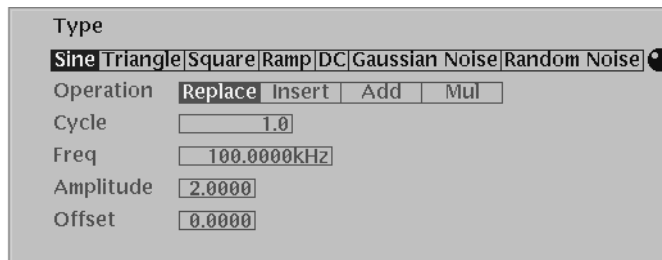 Type
Sine Triangle Square Ramp DC Gaussian Noise Random Noise
Operation Replace Insert Add Mul
Cycle 1.0
Freq 100.0000kHz
Amplitude 2.0000
Offset 0.0000